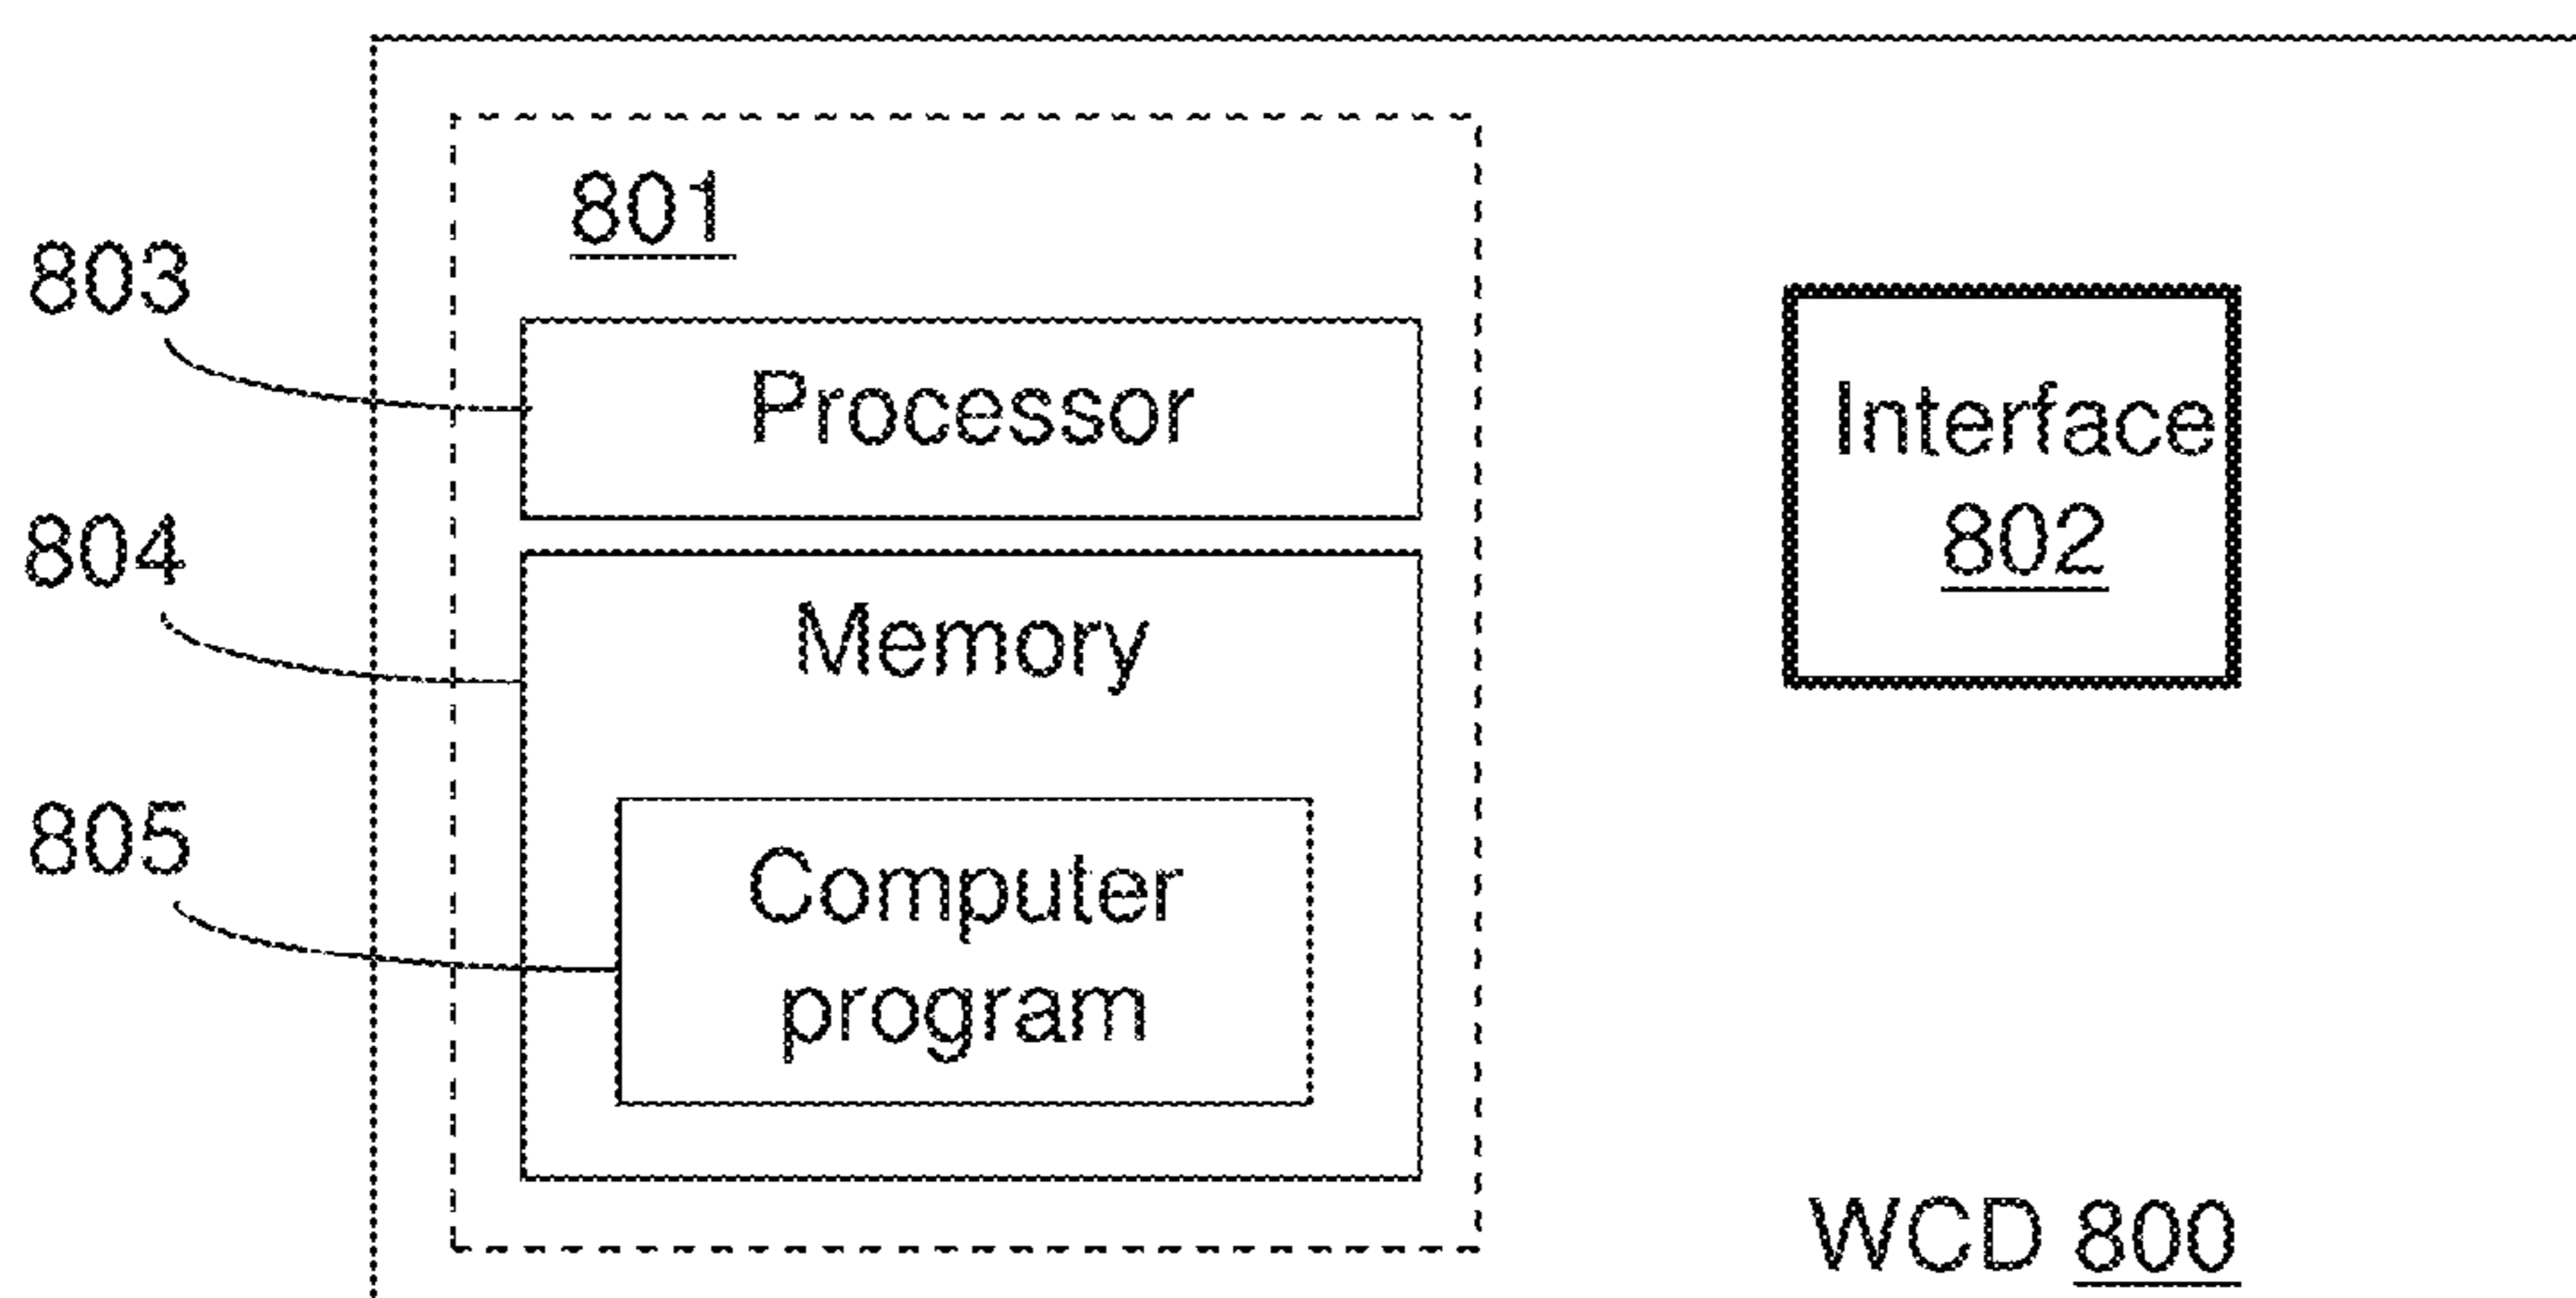 801
803
Processor
Interface
802
804
Memory
805
Computer
program
WCD 800